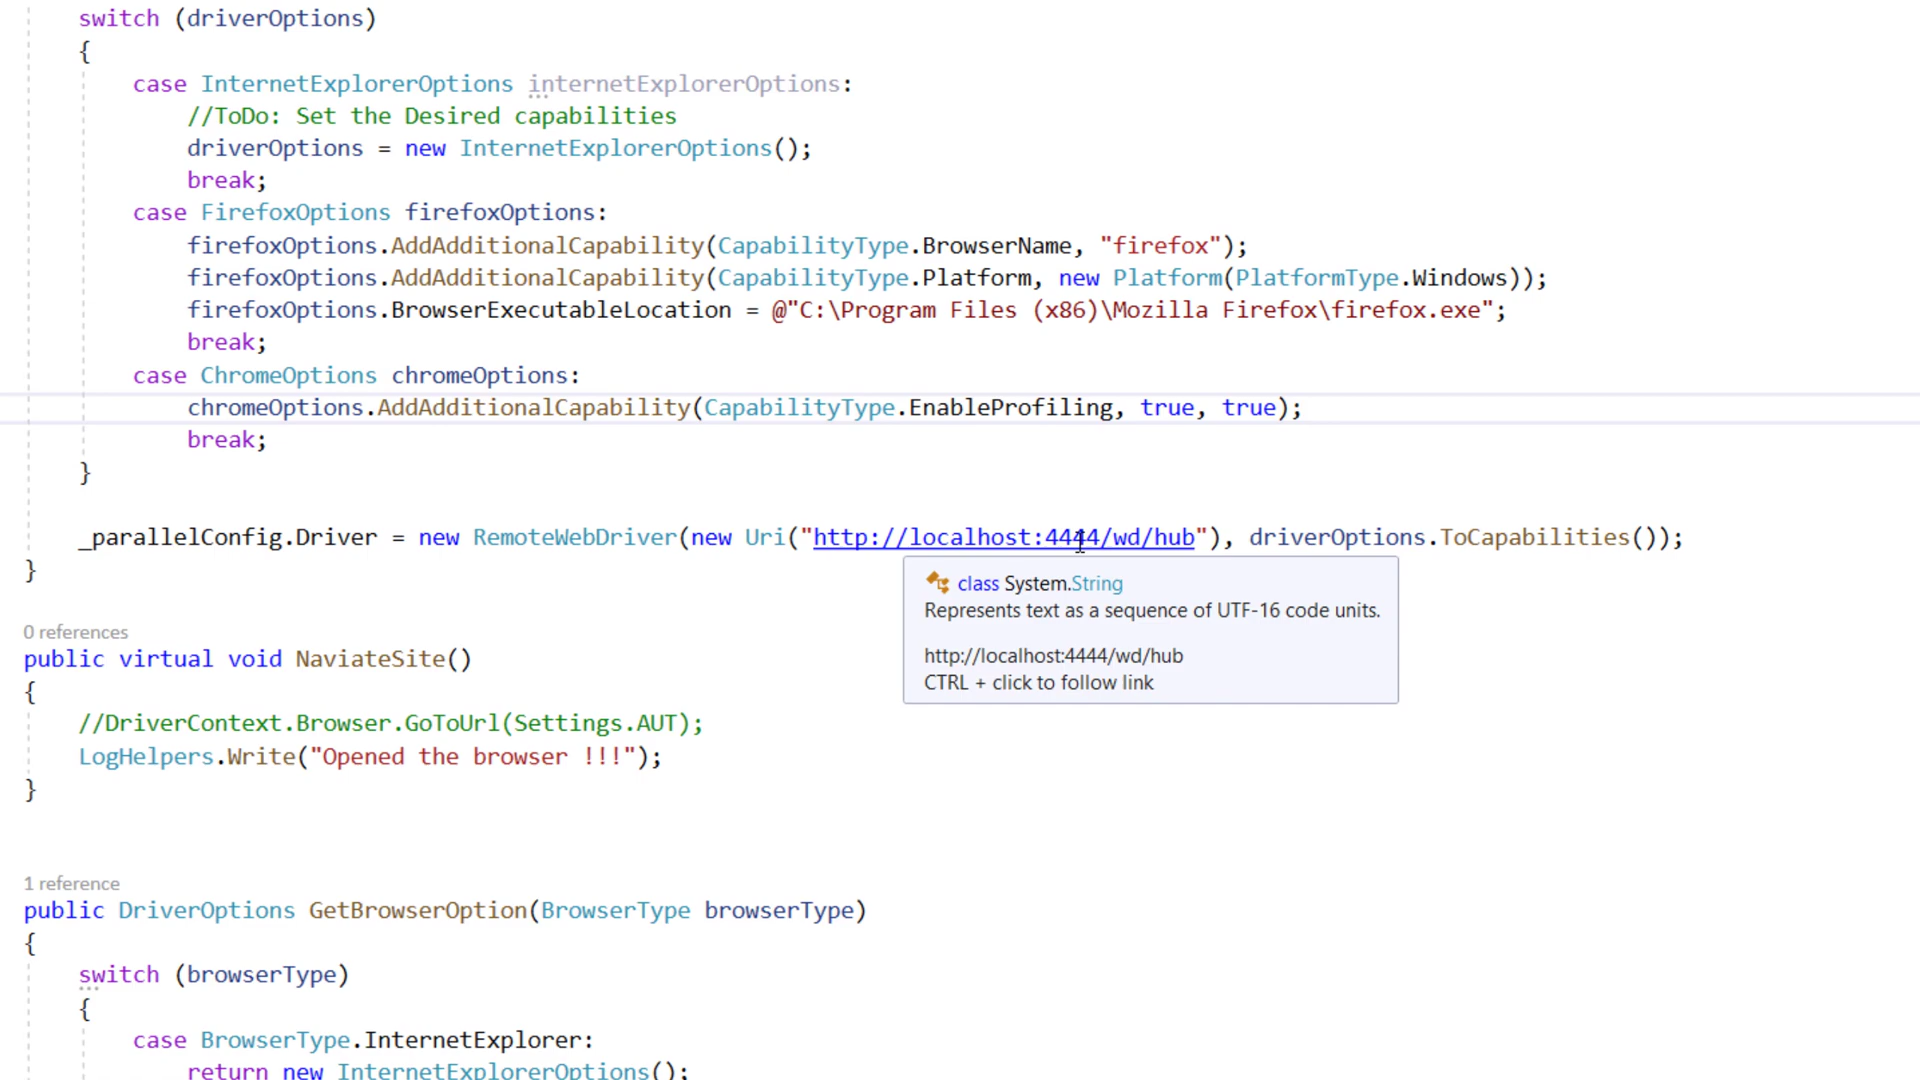 switch (driverOptions)
{
case InternetExplorerOptions internetExplorerOptions:
//ToDo: Set the Desired capabilities
driverOptions = new InternetExplorerOptions();
break;
case FirefoxOptions firefoxOptions:
firefoxOptions.AddAdditionalCapability(CapabilityType.BrowserName, "firefox");
firefoxOptions.AddAdditionalCapability(CapabilityType.Platform, new Platform(PlatformType.Windows));
firefoxOptions.BrowserExecutableLocation = @"C:\Program Files (x86)\Mozilla Firefox\firefox.exe";
break;
case ChromeOptions chromeOptions:
chromeOptions.AddAdditionalCapability(CapabilityType.EnableProfiling, true, true);
break;
}
_parallelConfig.Driver = new RemoteWebDriver(new Uri("http://localhost:4444/wd/hub"), driverOptions.ToCapabilities());
}
class System.String
Represents text as a sequence of UTF-16 code units.
http://localhost:4444/wd/hub
CTRL + click to follow link
0 references
public virtual void NaviateSite()
{
//DriverContext.Browser.GoToUrl(Settings.AUT);
LogHelpers.Write("Opened the browser !!!");
}
1 reference
public DriverOptions GetBrowserOption(BrowserType browserType)
{
switch (browserType)
{
case BrowserType.InternetExplorer:
return new InternetExplorerOptions();